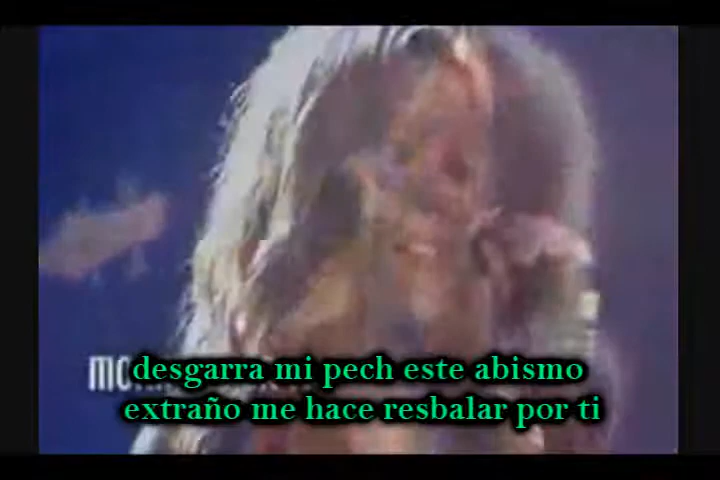 desgarra mi pech este abismo
extraño me hace resbalar por ti